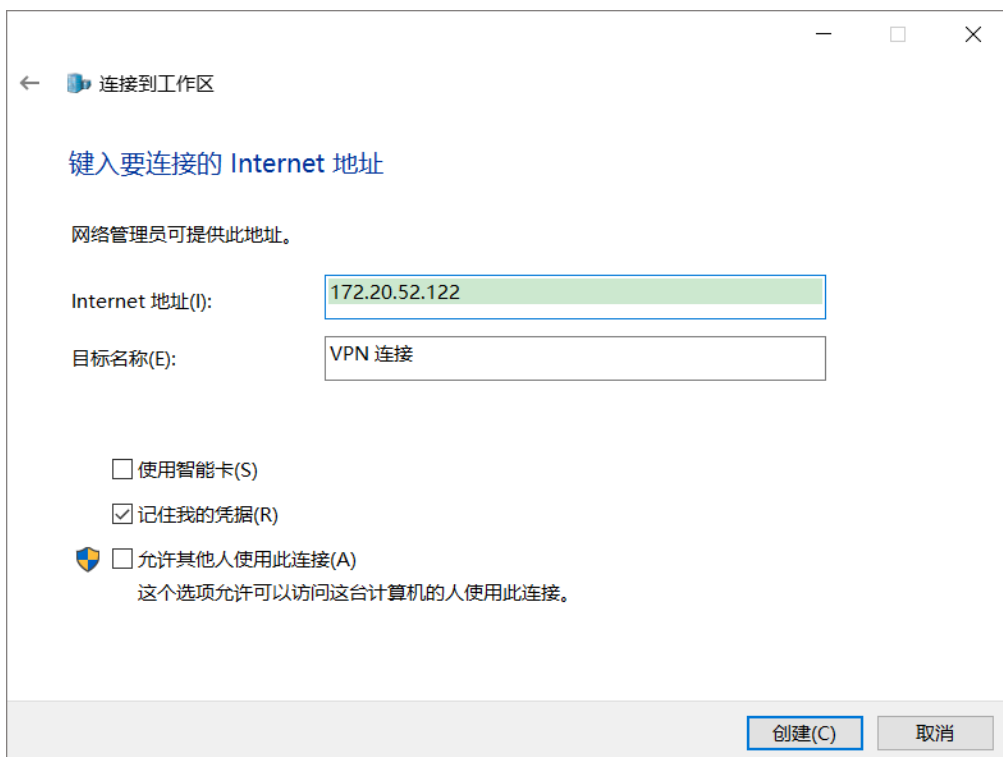 连接到工作区
键入要连接的 Internet 地址
网络管理员可提供此地址。
Internet 地址(I):
172.20.52.122
目标名称(E):
VPN 连接
使用智能卡(S)
记住我的凭据(R)
允许其他人使用此连接(A)
这个选项允许可以访问这台计算机的人使用此连接。
创建(C)
取消